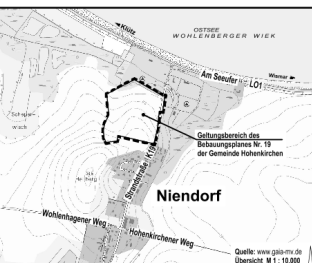 Klütz
OSTSEE
WOHLENBERGER WIEK
Wismar
Am Seeufer LO1
Geltungsbereich des
Bebauungsplanes Nr. 19
der Gemeinde Hohenkirchen
Strandstraße K19
Niendorf
Wohlenhagener Weg
Hohenkirchener Weg
Quelle: www.gaia-mv.de
Übersicht M 1 : 10.000